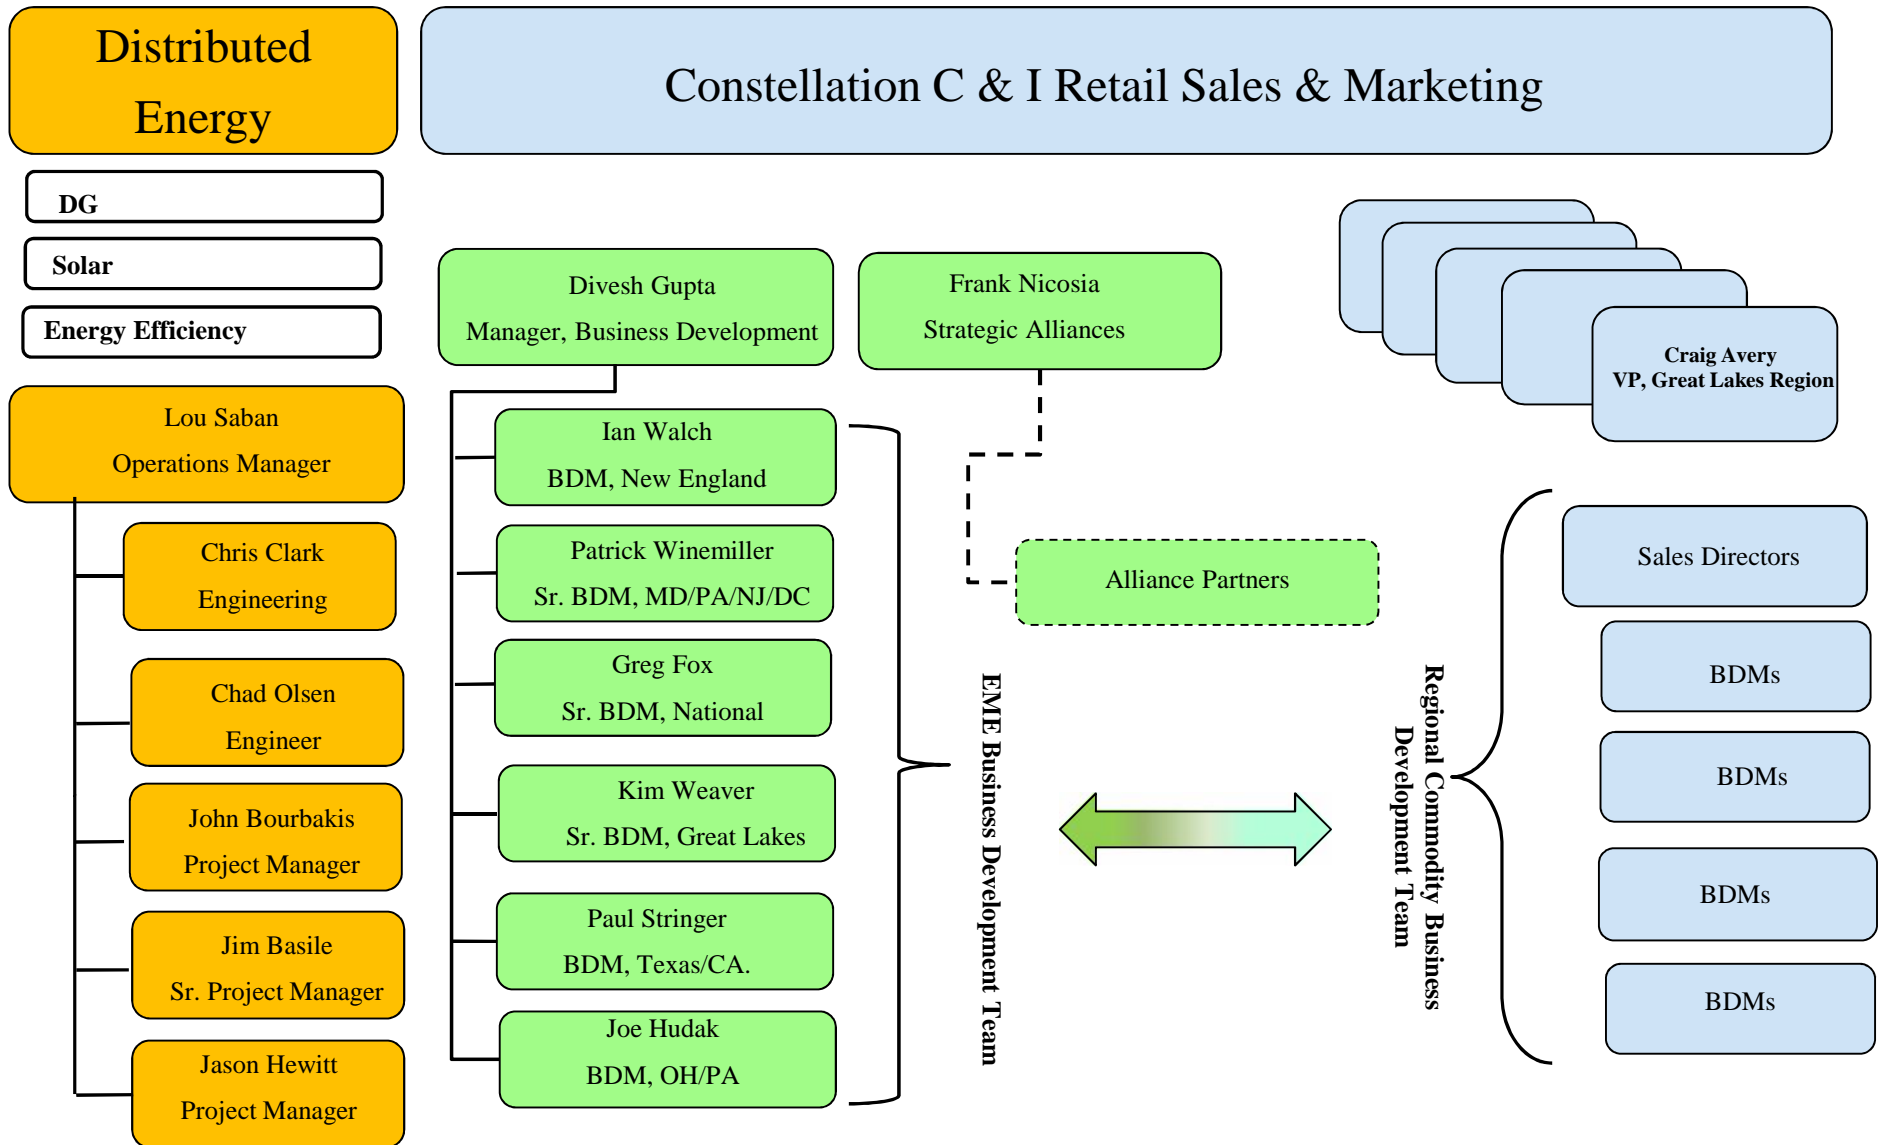 Distributed
Energy
Constellation C & I Retail Sales & Marketing
DG
Solar
Energy Efficiency
Lou Saban
Operations Manager
Chris Clark
Engineering
Chad Olsen
Engineer
John Bourbakis
Project Manager
Jim Basile
Sr. Project Manager
Jason Hewitt
Project Manager
Divesh Gupta
Manager, Business Development
Ian Walch
BDM, New England
Patrick Winemiller
Sr. BDM, MD/PA/NJ/DC
Greg Fox
Sr. BDM, National
Kim Weaver
Sr. BDM, Great Lakes
Paul Stringer
BDM, Texas/CA.
Joe Hudak
BDM, OH/PA
Frank Nicosia
Strategic Alliances
Alliance Partners
EME Business Development Team
Craig Avery
VP, Great Lakes Region
Regional Commodity Business
Development Team
Sales Directors
BDMs
BDMs
BDMs
BDMs